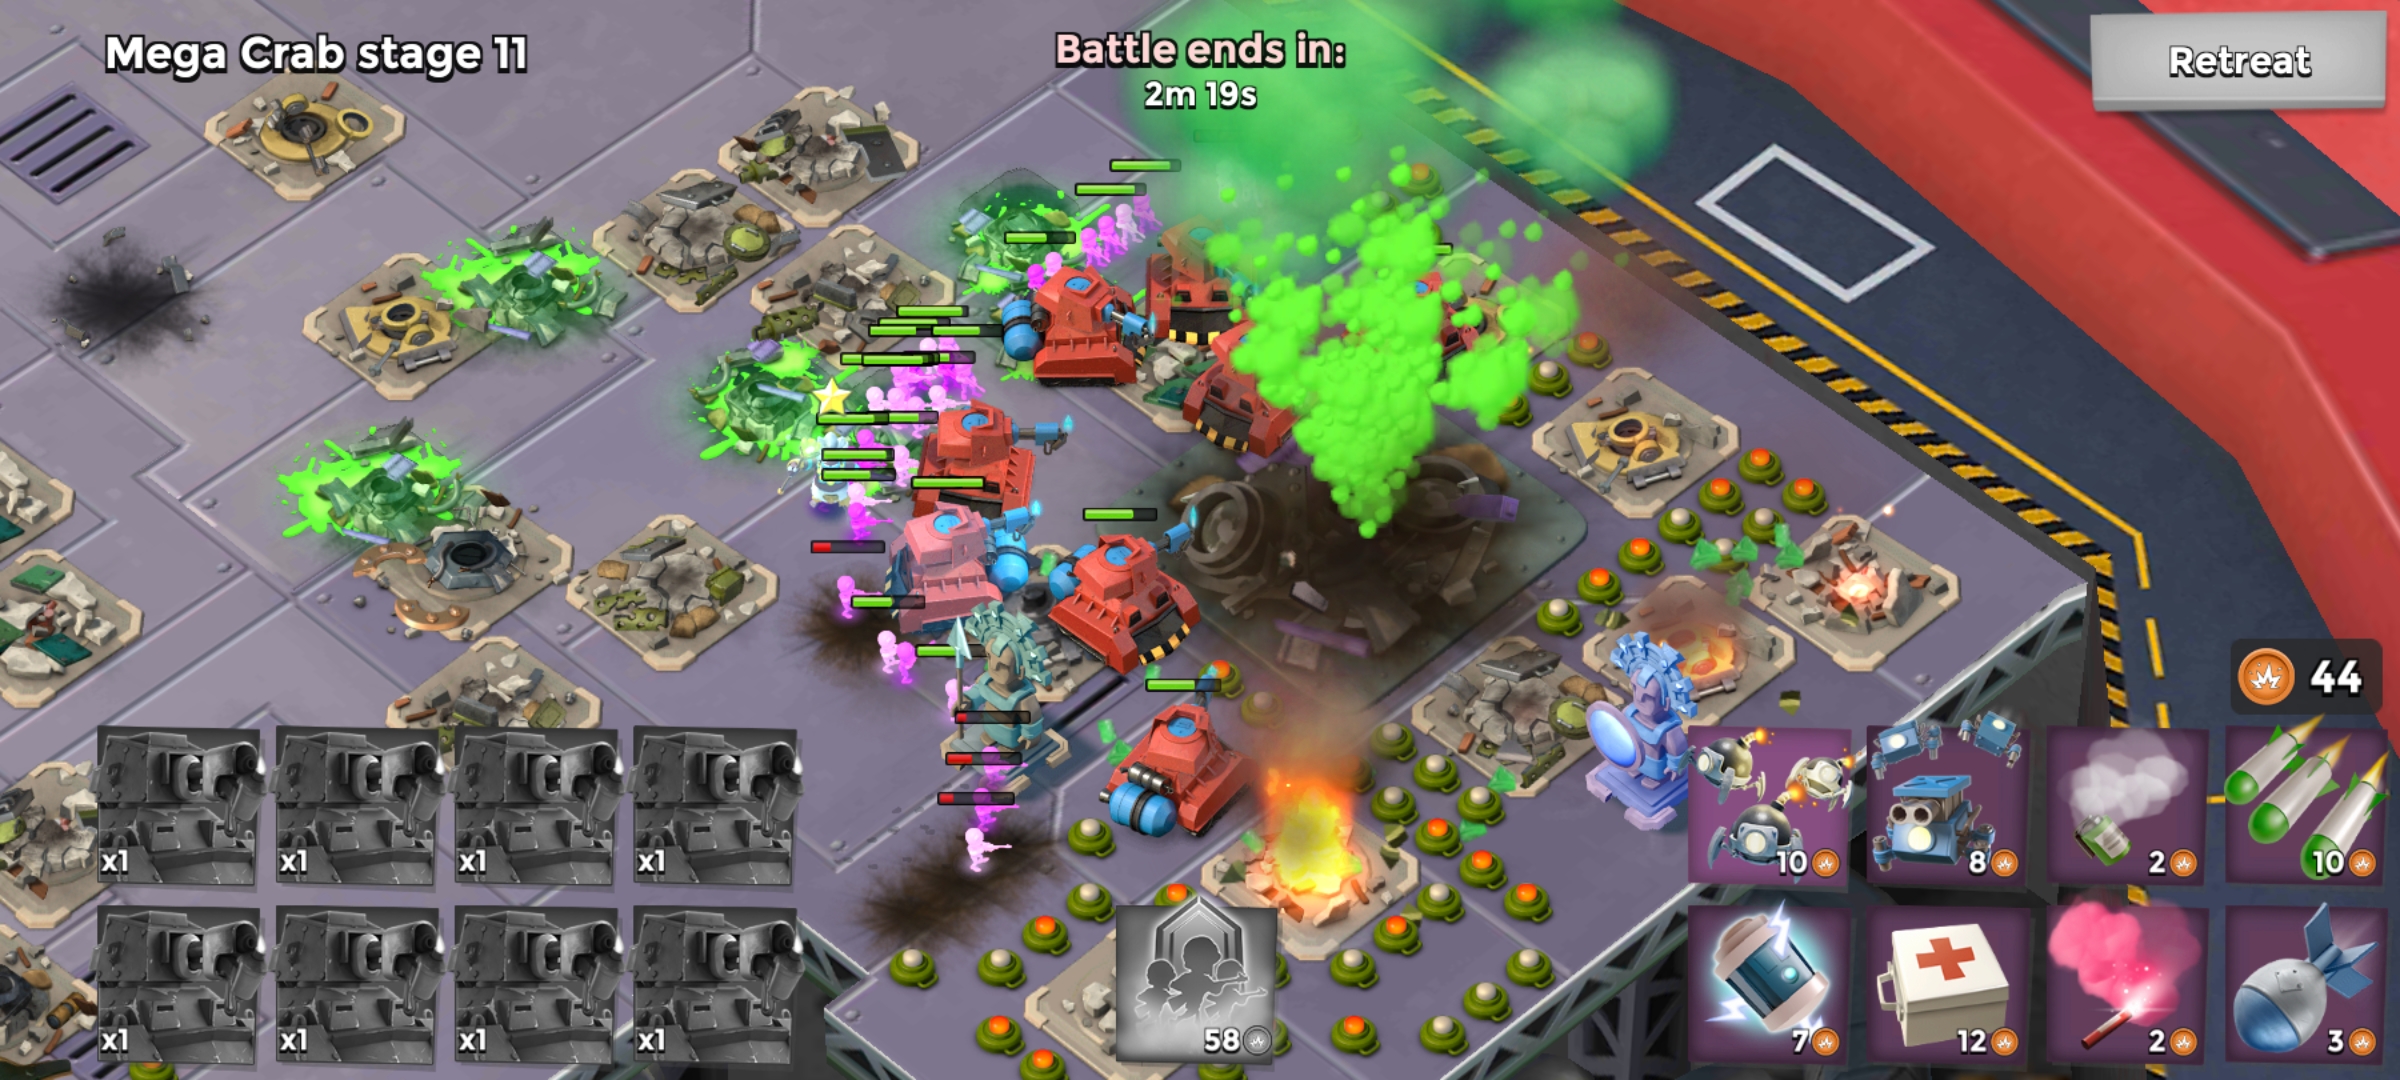 Mega Crab stage 11
Battle ends in:
2m 19s
Retreat
44
10
8
2
10
x1
x1
x1
x1
7
12
2
3
x1
x1
x1
x1
58